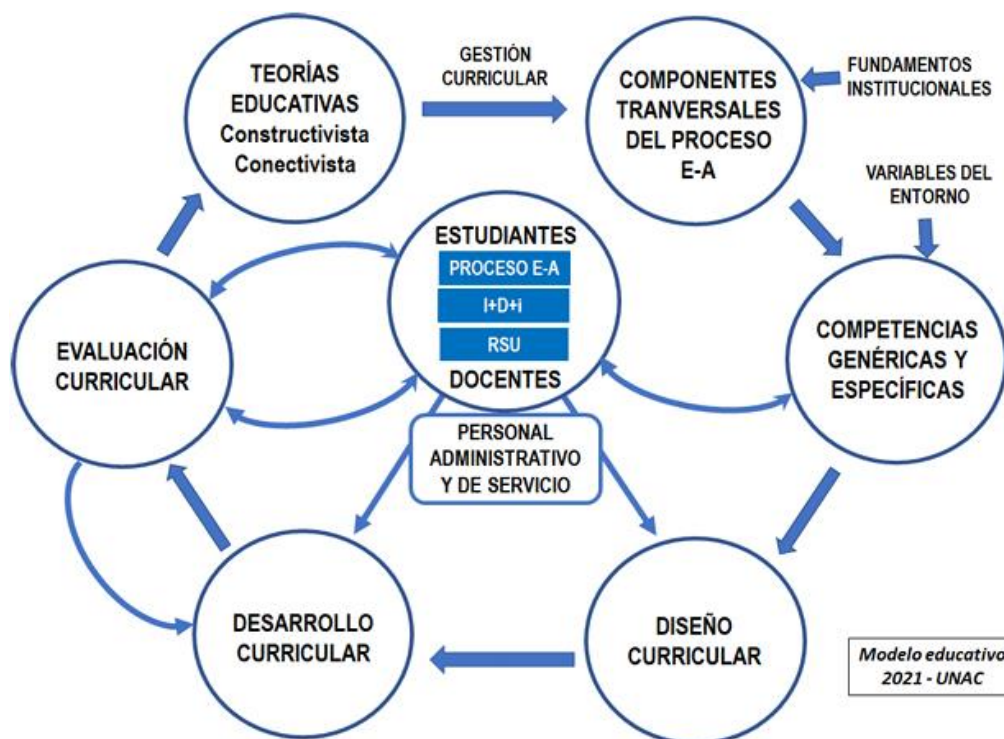 TEORÍAS
EDUCATIVAS
Constructivista
Conectivista
GESTIÓN
CURRICULAR
COMPONENTES
TRANVERSALES
DEL PROCESO
E-A
FUNDAMENTOS
INSTITUCIONALES
VARIABLES DEL
ENTORNO
ESTUDIANTES
PROCESO E-A
I+D+i
RSU
DOCENTES
EVALUACIÓN
CURRICULAR
COMPETENCIAS
GENÉRICAS Y
ESPECÍFICAS
PERSONAL
ADMINISTRATIVO
Y DE SERVICIO
DESARROLLO
CURRICULAR
DISEÑO
CURRICULAR
Modelo educativo
2021 - UNAC